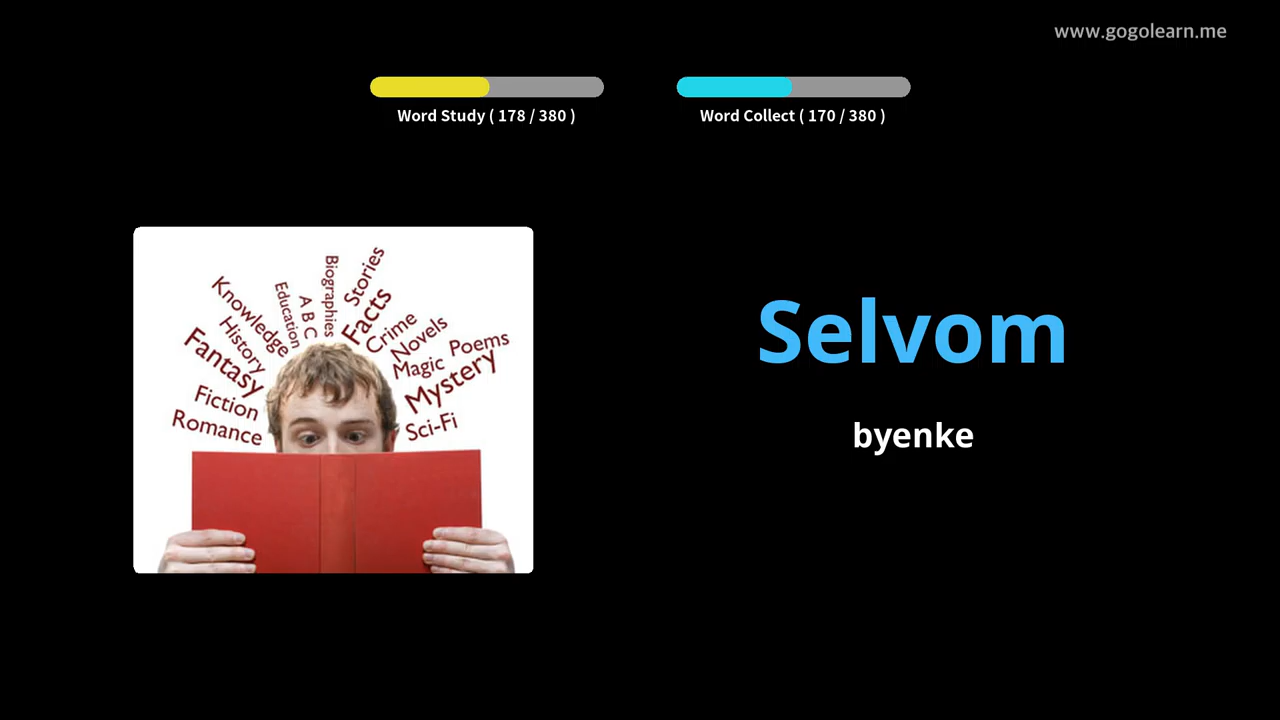 www.gogolearn.me
Word Study ( 178 / 380 )
Word Collect ( 170 / 380 )
Biographies
Stories
Knowledge
Education
A B C
Facts
History
Crime
Novels
Fantasy
Magic
Poems
Mystery
Fiction
Romance
Sci-Fi
Selvom
byenke